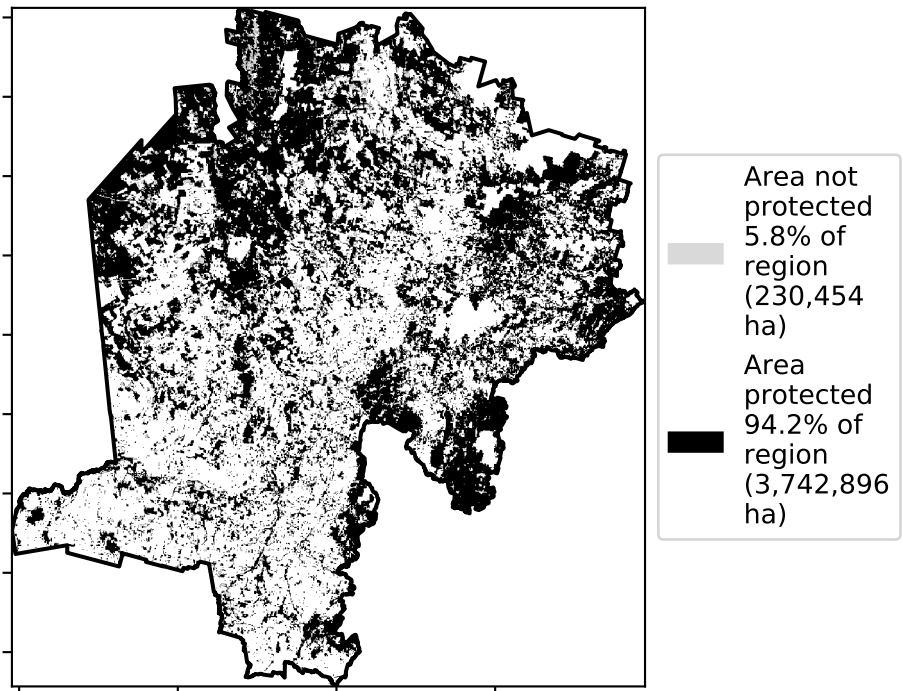 Area not
protected
5.8% of
region
(230,454
ha)
Area
protected
94.2% of
region
(3,742,896
ha)